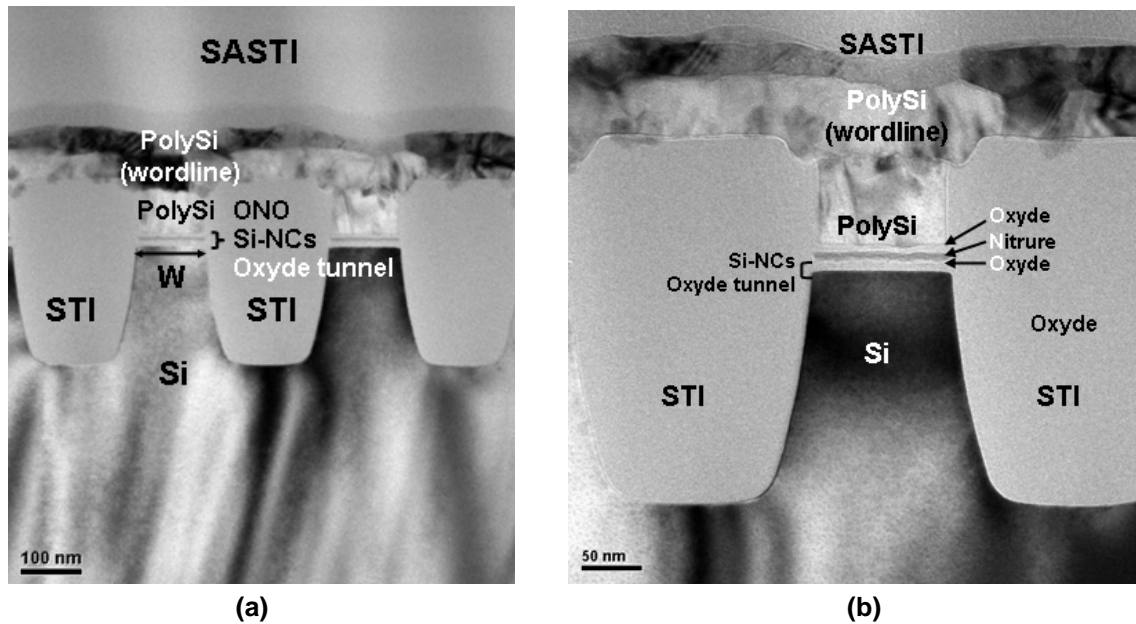 SASTI
PolySi
(wordline)
PolySi ONO
Si-NCs
W Oxyde tunnel
STI STI
Si
100 nm
(a)
SASTI
PolySi
(wordline)
PolySi
Oxyde
Nitrure
Oxyde
Si-NCs
Oxyde tunnel
Oxyde
Si
STI STI
50 nm
(b)